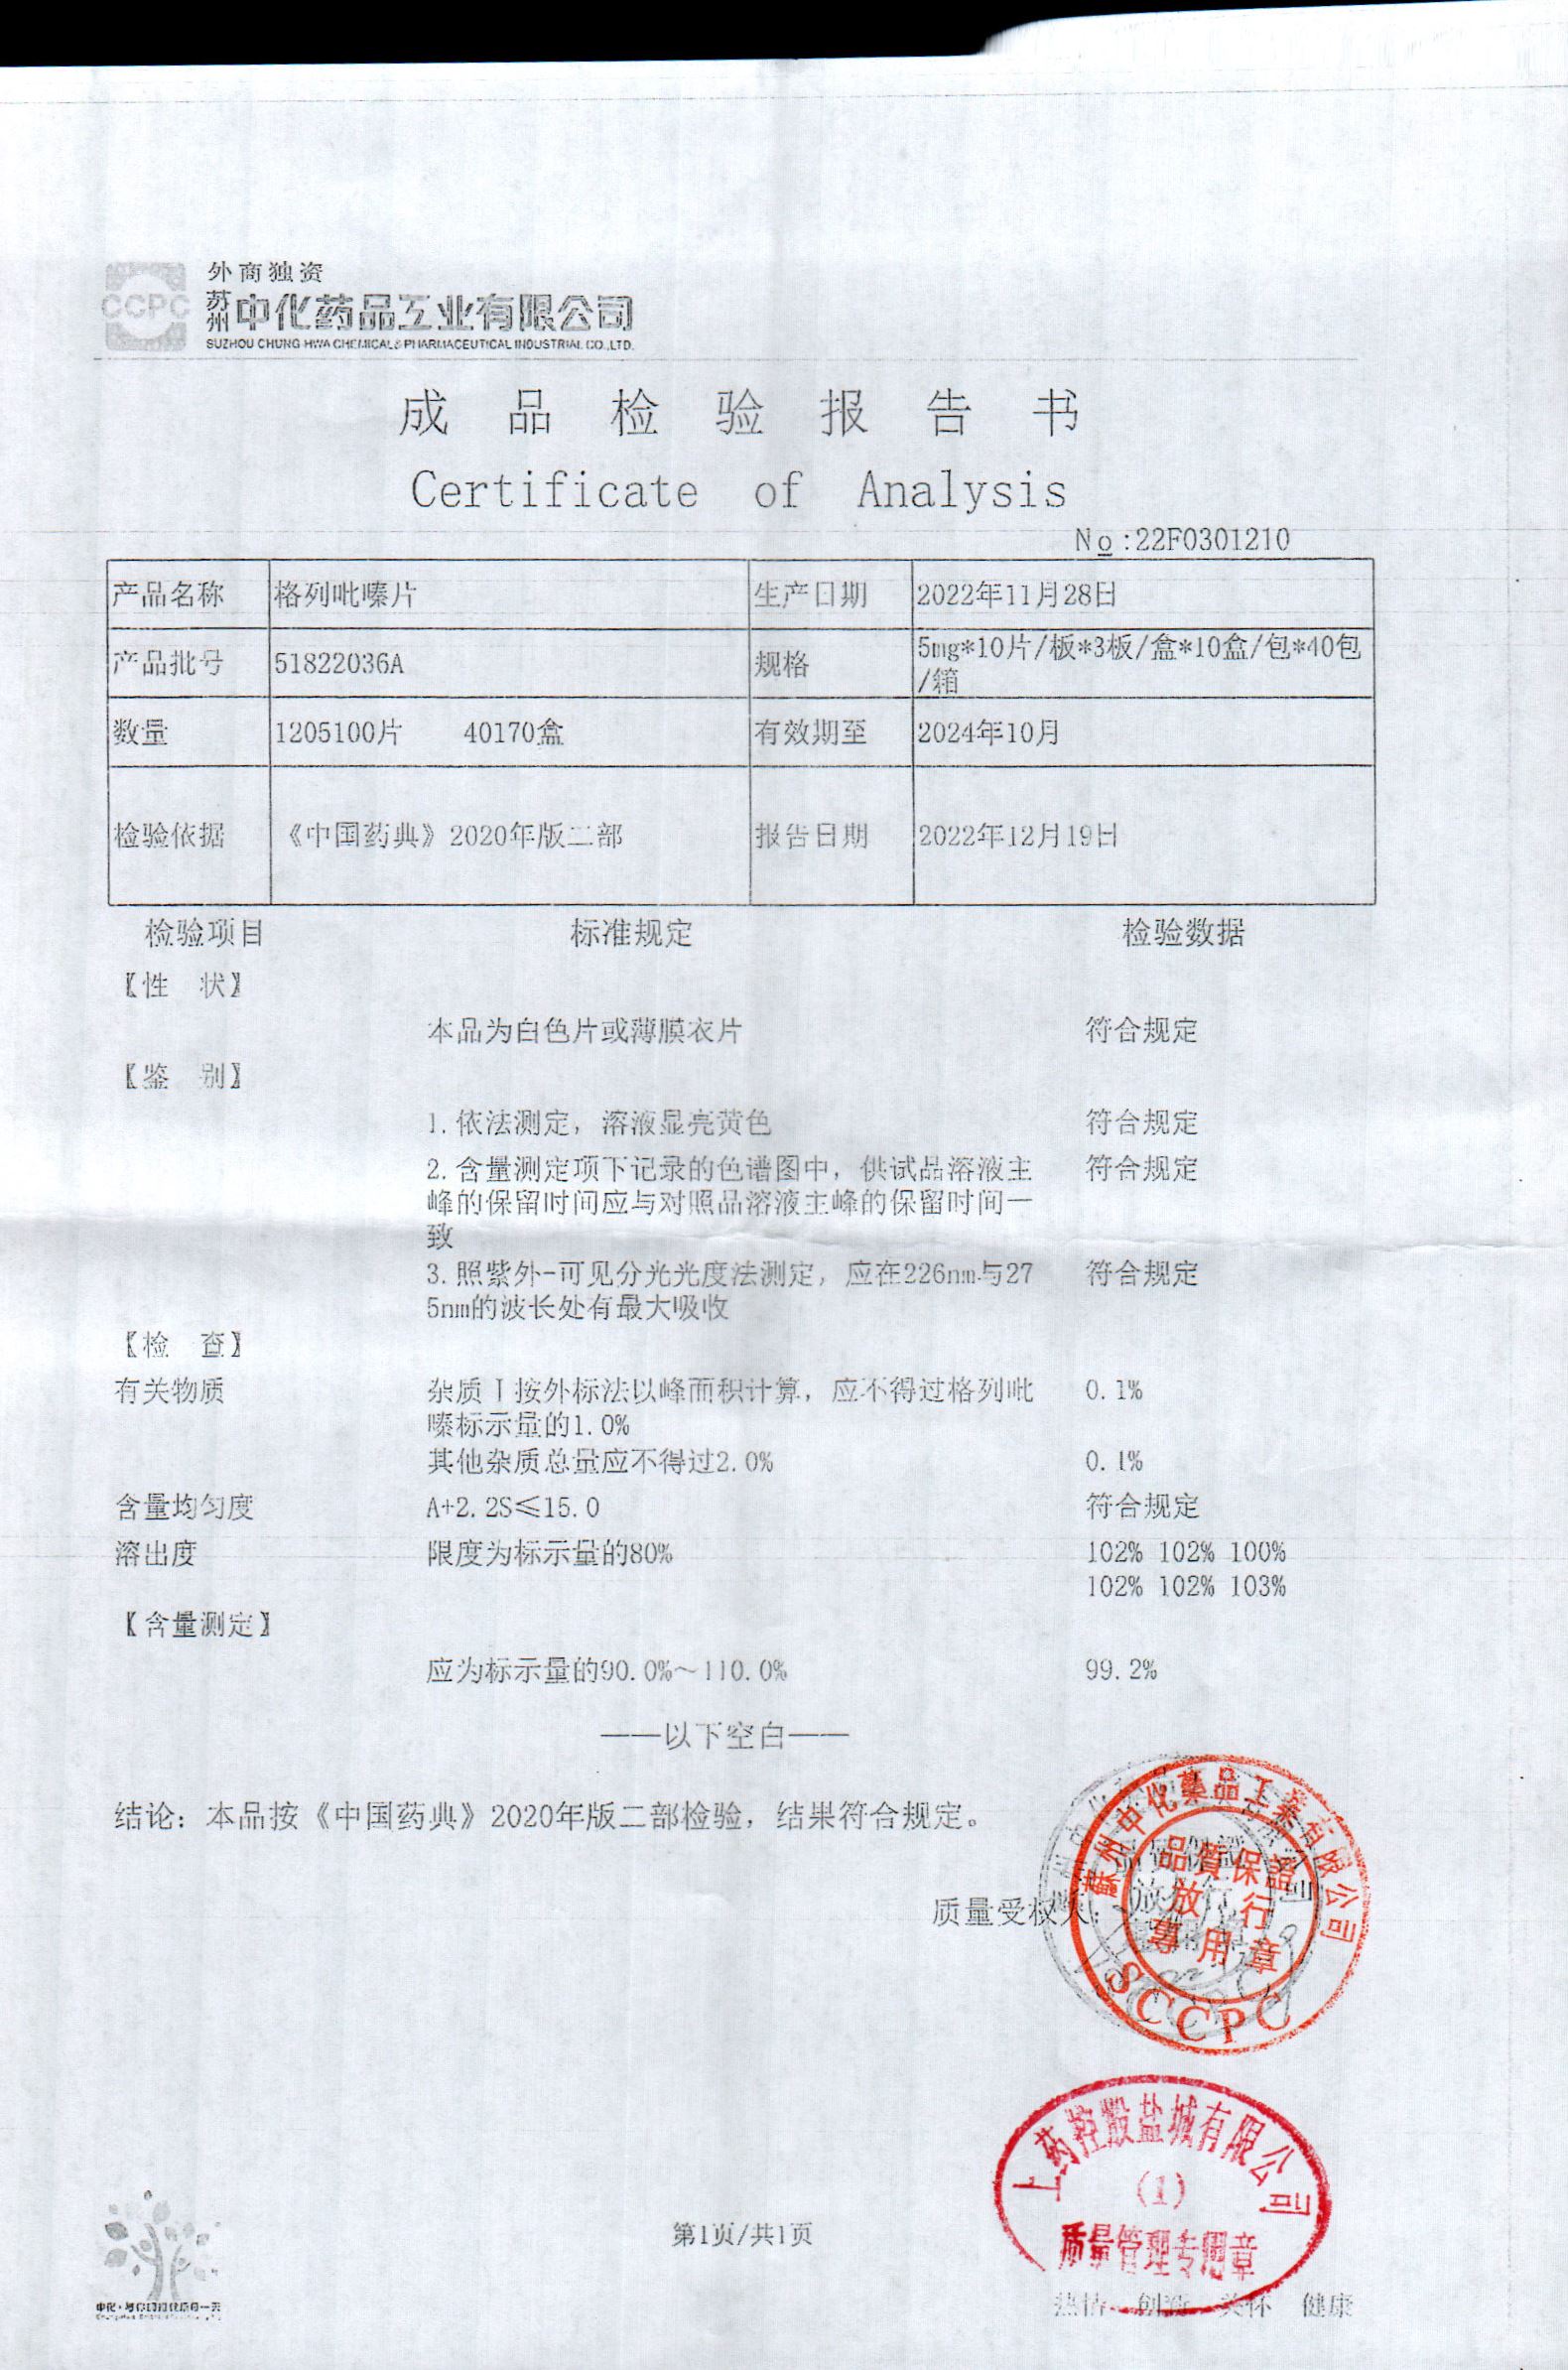 外商独资
CCPC
苏州中化药品工业有限公司
SUZHOU CHUNG HWA CHEMICAL & PHARMACEUTICAL INDUSTRIAL CO.,LTD.
成品检验报告书
Certificate of Analysis
No:22F0301210
产品名称 格列吡嗪片 生产日期 2022年11月28日
产品批号 51822036A 规格 5mg*10片/板*3板/盒*10盒/包*40包
/箱
数量 1205100片 40170盒 有效期至 2024年10月
检验依据 《中国药典》2020年版二部 报告日期 2022年12月19日
检验项目 标准规定 检验数据
【性 状】
本品为白色片或薄膜衣片 符合规定
【鉴 别】
1.依法测定，溶液显亮黄色 符合规定
2.含量测定项下记录的色谱图中，供试品溶液主 符合规定
峰的保留时间应与对照品溶液主峰的保留时间一
致
3.照紫外-可见分光光度法测定，应在226nm与27 符合规定
5nm的波长处有最大吸收
【检 查】
有关物质 杂质Ⅰ按外标法以峰面积计算，应不得过格列吡 0.1%
嗪标示量的1.0%
其他杂质总量应不得过2.0% 0.1%
含量均匀度 A+2.2S≤15.0 符合规定
溶出度 限度为标示量的80% 102% 102% 100%
102% 102% 103%
【含量测定】
应为标示量的90.0%～110.0% 99.2%
——以下空白——
结论：本品按《中国药典》2020年版二部检验，结果符合规定。
质量受权人：
蘇州中化藥品工業有限公司
品質保證
放行
專用章
SCCPC
上药控股盐城有限公司
(1)
质量管理专用章
第1页/共1页
热情 创新 关怀 健康